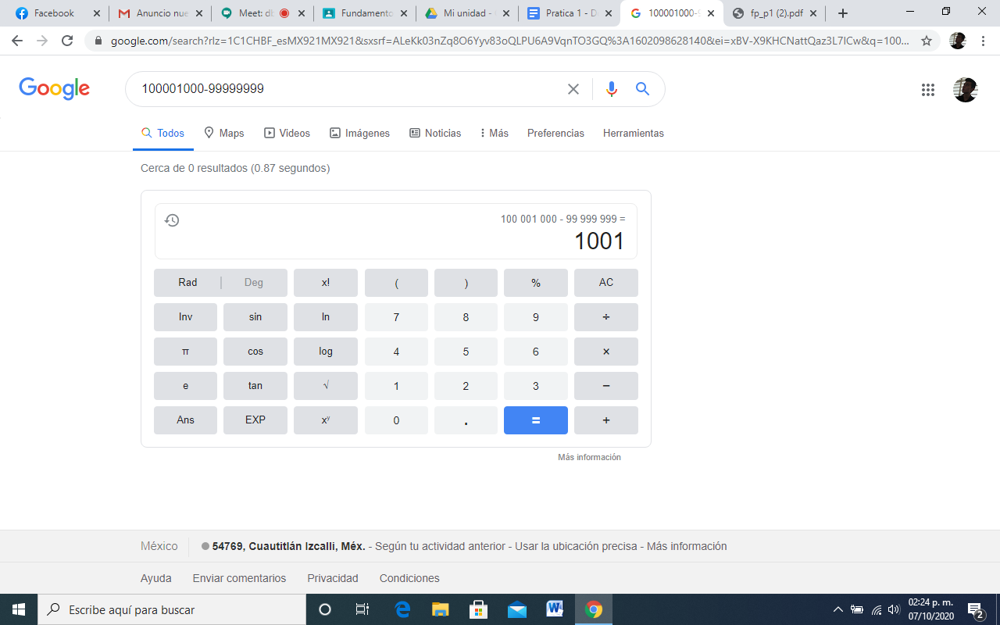 Facebook
Anuncio nue
Meet: db
Fundamento
Mi unidad -
Pratica 1 - D
100001000-9
fp_p1 (2).pdf
google.com/search?rlz=1C1CHBF_esMX921MX921&sxsrf=ALeKk03nZq8O6Yyv83oQLPU6A9VqnTO3GQ%3A1602098628140&ei=xBV-X9KHCNattQaz3L7ICw&q=100...
Google
100001000-99999999
Todos Maps Videos Imágenes Noticias Más Preferencias Herramientas
Cerca de 0 resultados (0.87 segundos)
100 001 000 - 99 999 999 =
1001
Rad | Deg x! ( ) % AC
Inv sin ln 7 8 9 ÷
π cos log 4 5 6 ×
e tan √ 1 2 3 −
Ans EXP xʸ 0 . = +
Más información
México 54769, Cuautitlán Izcalli, Méx. - Según tu actividad anterior - Usar la ubicación precisa - Más información
Ayuda Enviar comentarios Privacidad Condiciones
Escribe aquí para buscar
02:24 p. m.
07/10/2020
2